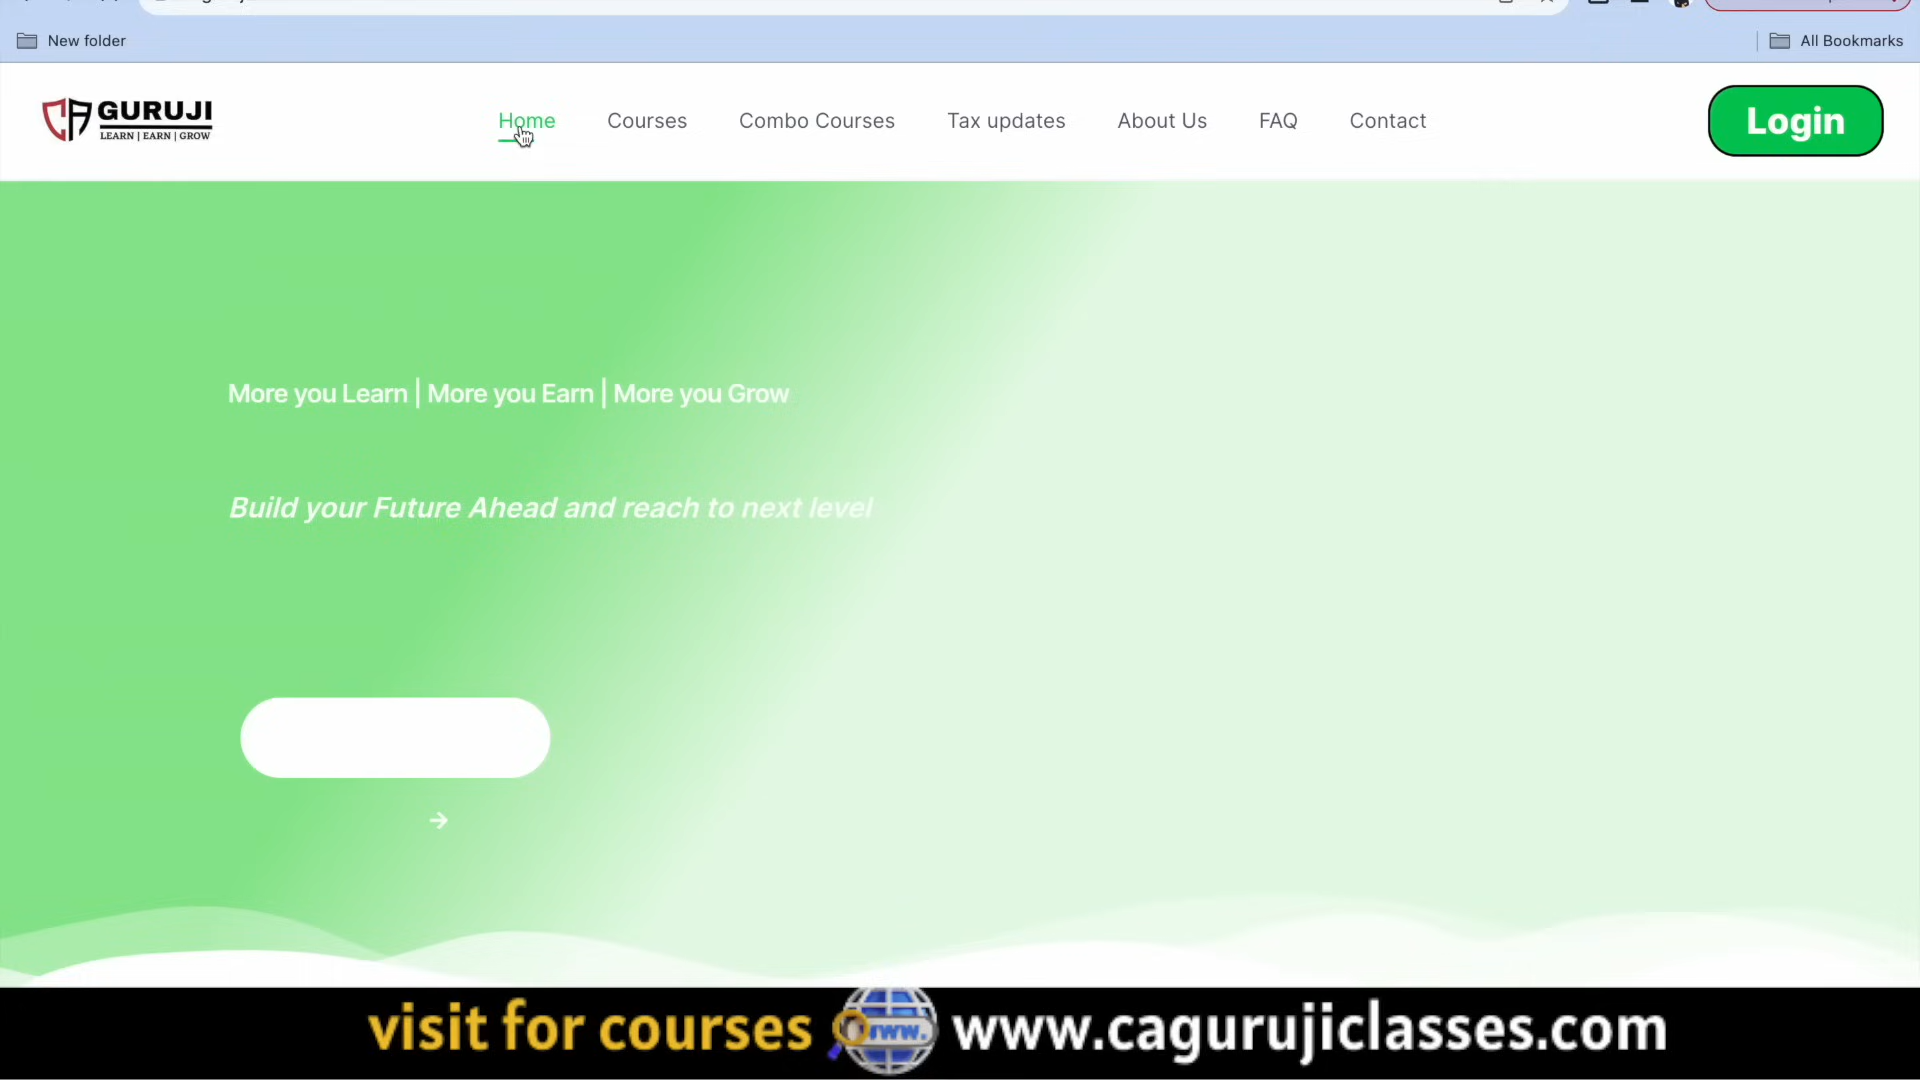 New folder
All Bookmarks
CA GURUJI
LEARN | EARN | GROW
Home
Courses
Combo Courses
Tax updates
About Us
FAQ
Contact
Login
More you Learn | More you Earn | More you Grow
Build your Future Ahead and reach to next level
visit for courses www. www.cagurujiclasses.com